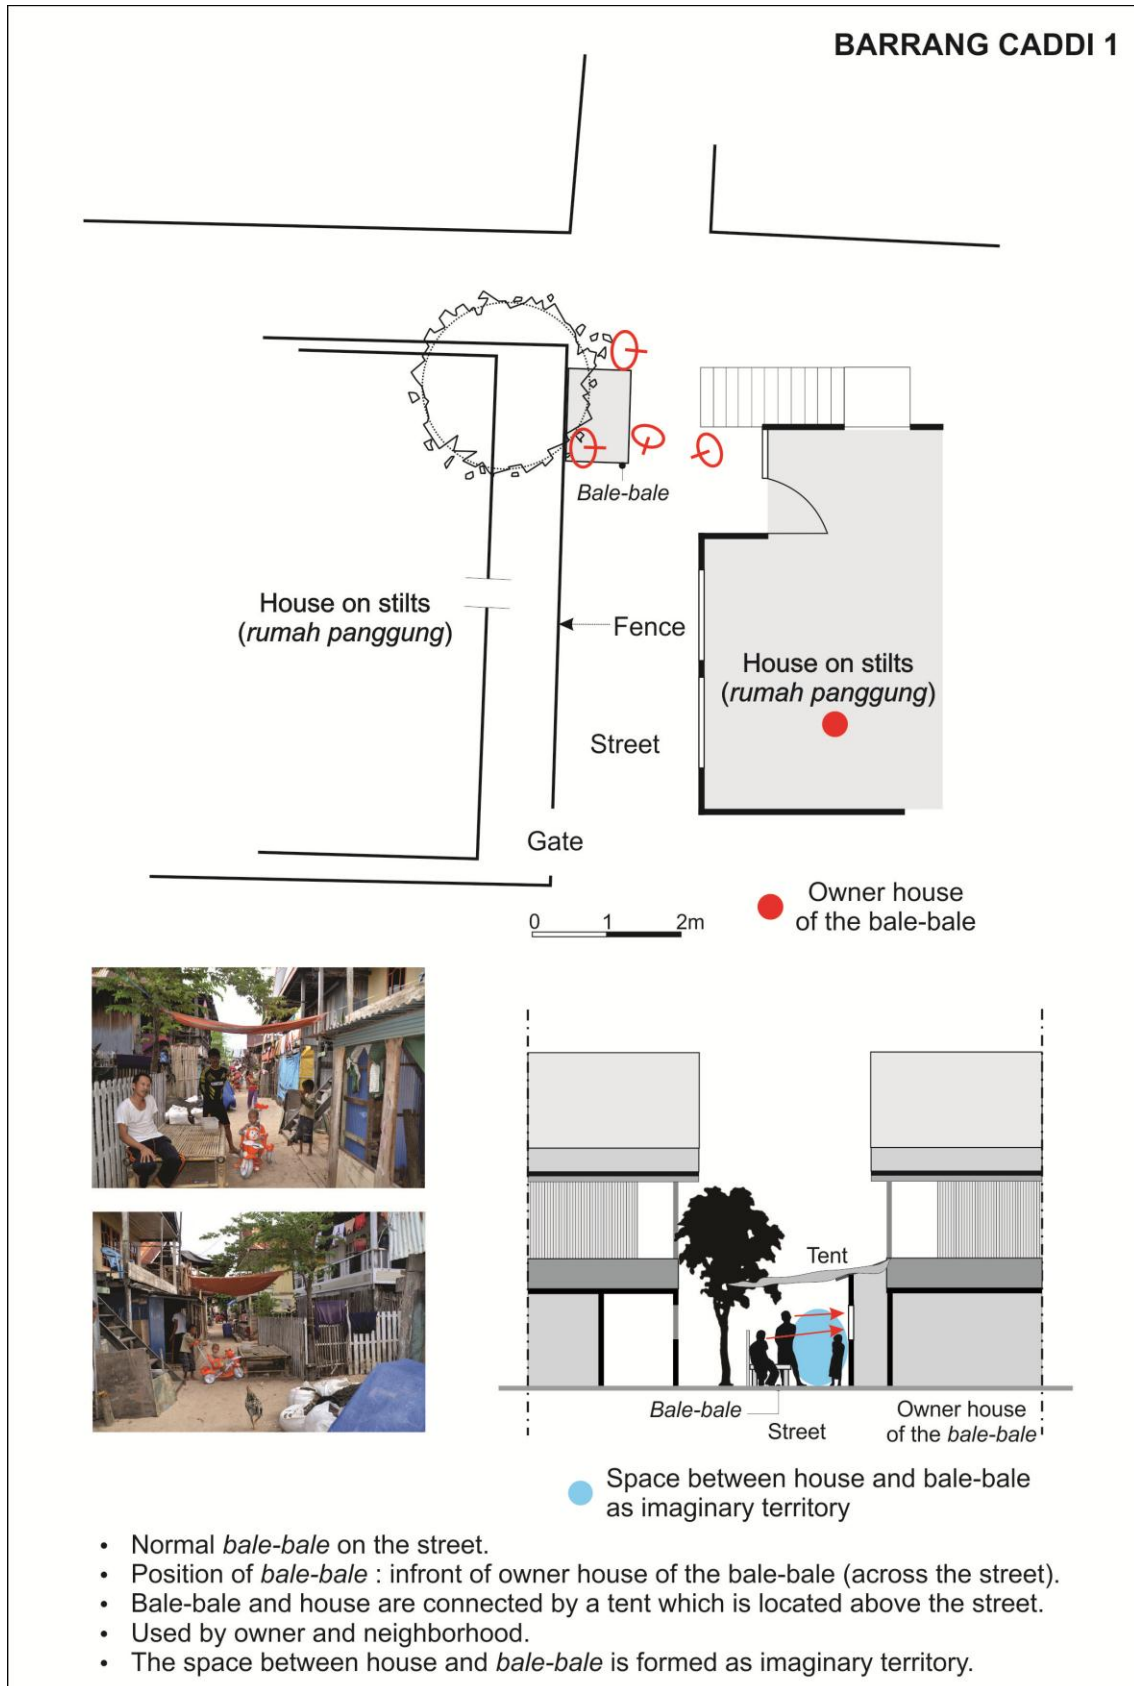 BARRANG CADDI 1
Bale-bale
House on stilts
(rumah panggung)
Fence
House on stilts
(rumah panggung)
Street
Gate
0 1 2m
Owner house
of the bale-bale
Tent
Bale-bale
Street
Owner house
of the bale-bale
Space between house and bale-bale
as imaginary territory
• Normal bale-bale on the street.
• Position of bale-bale : infront of owner house of the bale-bale (across the street).
• Bale-bale and house are connected by a tent which is located above the street.
• Used by owner and neighborhood.
• The space between house and bale-bale is formed as imaginary territory.